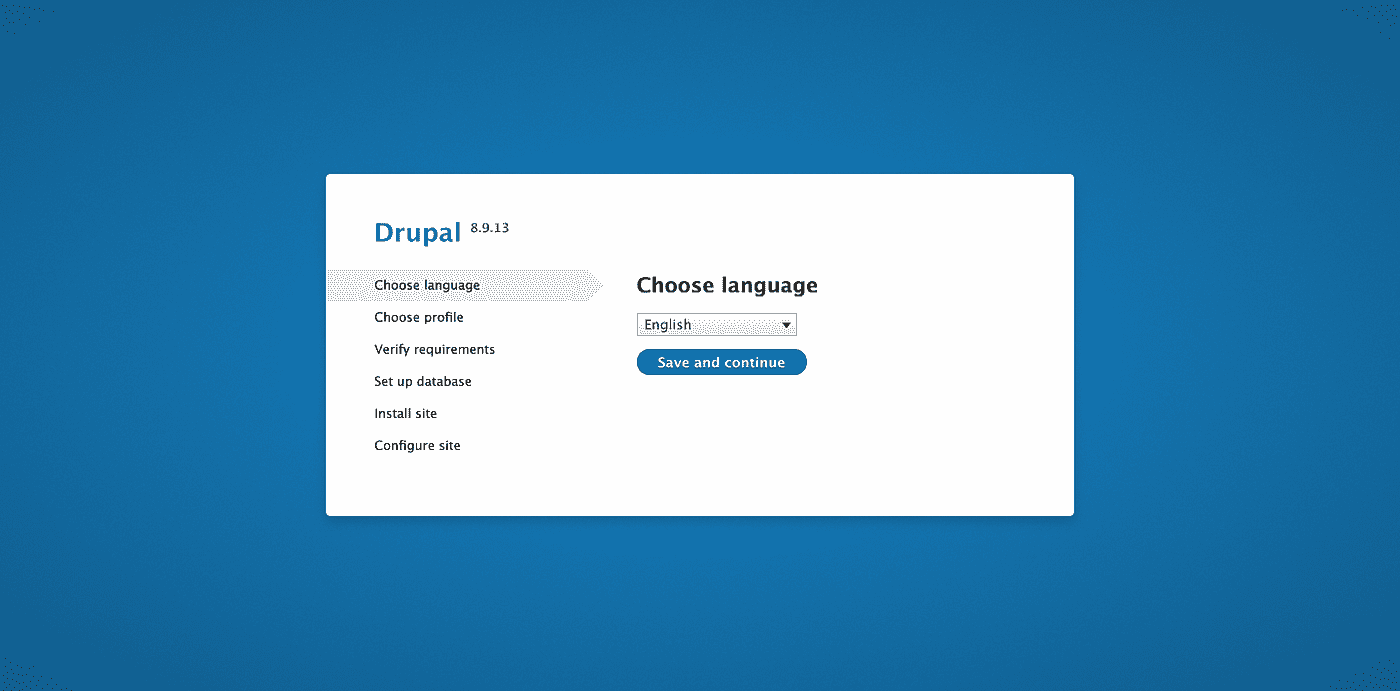 Drupal 8.9.13
Choose language
Choose profile
Verify requirements
Set up database
Install site
Configure site
Choose language
English
Save and continue